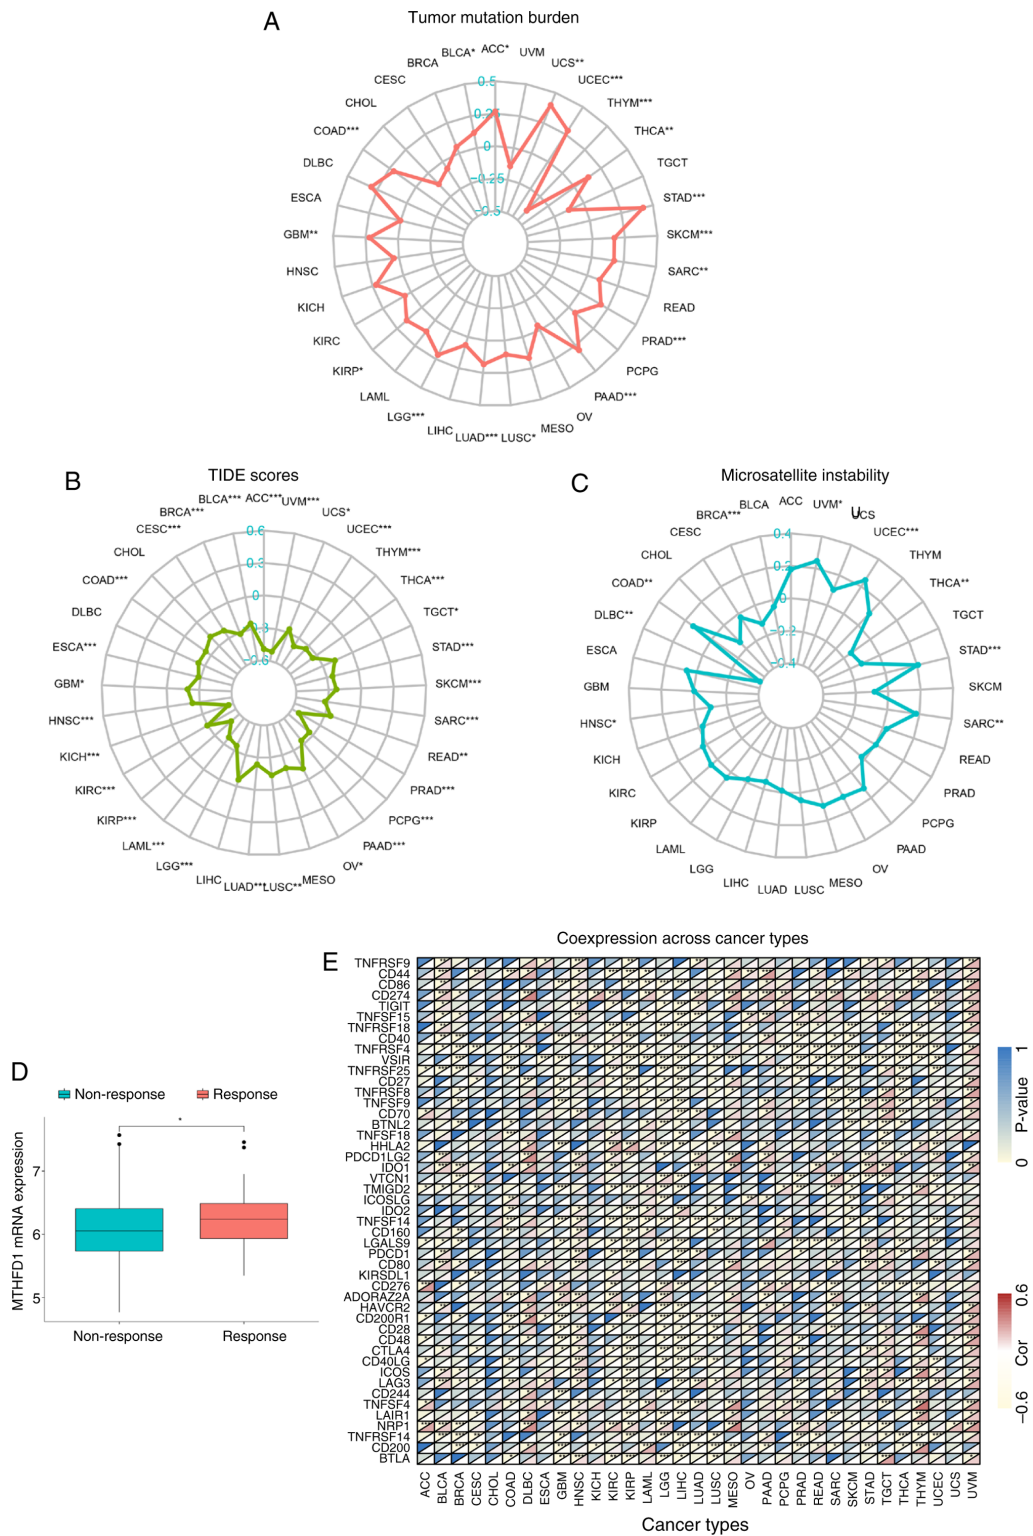 A
Tumor mutation burden
ACC*
UVM
UCS**
UCEC***
THYM***
THCA**
TGCT
STAD***
SKCM***
SARC**
READ
PRAD***
PCPG
PAAD***
OV
MESO
LUSC*
LUAD***
LIHC
LGG***
LAML
KIRP*
KIRC
KICH
HNSC
GBM**
ESCA
DLBC
COAD***
CHOL
CESC
BRCA
BLCA*
0.5
0
−0.25
−0.5
B
TIDE scores
ACC***
UVM***
UCS*
UCEC***
THYM***
THCA***
TGCT*
STAD***
SKCM***
SARC***
READ**
PRAD***
PCPG***
PAAD***
OV*
MESO
LUSC**
LUAD***
LIHC
LGG***
LAML***
KIRP***
KIRC***
KICH***
HNSC***
GBM*
ESCA***
DLBC
COAD***
CHOL
CESC***
BRCA***
BLCA***
0.6
0.3
0
−0.6
C
Microsatellite instability
ACC
UVM*
UCS
UCEC***
THYM
THCA**
TGCT
STAD***
SKCM
SARC**
READ
PRAD
PCPG
PAAD
OV
MESO
LUSC
LUAD
LIHC
LGG
LAML
KIRP
KIRC
KICH
HNSC*
GBM
ESCA
DLBC**
COAD**
CHOL
CESC
BRCA***
BLCA
0.4
0.2
0
−0.2
−0.4
D
Non-response
Response
*
MTHFD1 mRNA expression
7
6
5
Non-response
Response
E
Coexpression across cancer types
TNFRSF9
CD44
CD86
CD274
TIGIT
TNFSF15
TNFRSF18
CD40
TNFRSF4
VSIR
TNFRSF25
CD27
TNFRSF8
TNFSF9
CD70
BTNL2
TNFSF18
HHLA2
PDCD1LG2
IDO1
VTCN1
TMIGD2
ICOSLG
IDO2
TNFSF14
CD160
LGALS9
PDCD1
CD80
KIRSDL1
CD276
ADORAZ2A
HAVCR2
CD200R1
CD28
CD48
CTLA4
CD40LG
ICOS
LAG3
CD244
TNFSF4
LAIR1
NRP1
TNFRSF14
CD200
BTLA
ACC
BLCA
BRCA
CESC
CHOL
COAD
DLBC
ESCA
GBM
HNSC
KICH
KIRC
KIRP
LAML
LGG
LIHC
LUAD
LUSC
MESO
OV
PAAD
PCPG
PRAD
READ
SARC
SKCM
STAD
TGCT
THCA
THYM
UCEC
UCS
UVM
Cancer types
P-value
1
0
Cor
0.6
−0.6